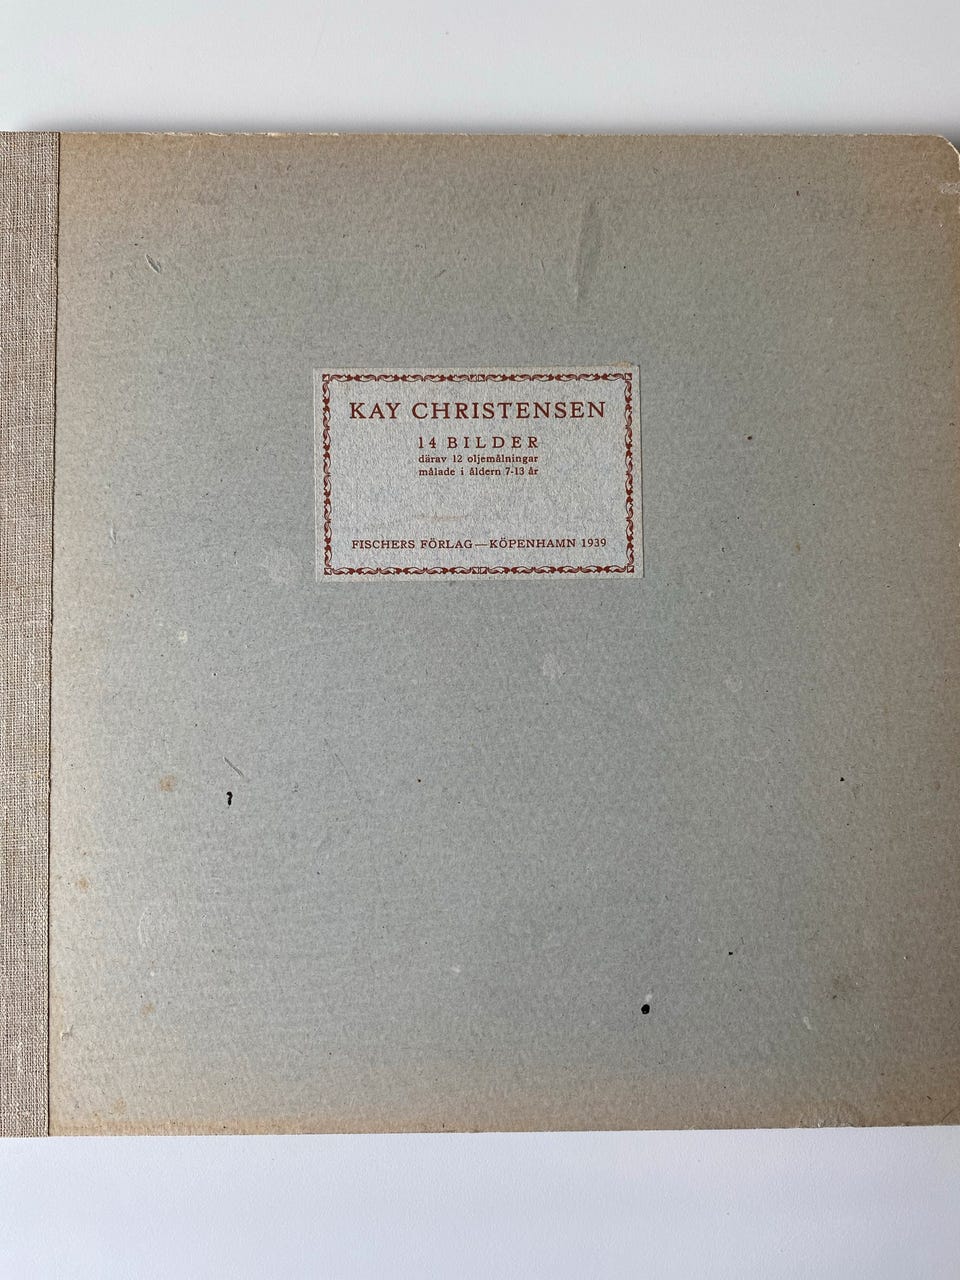 KAY CHRISTENSEN
14 BILDER
därav 12 oljemålningar
målade i åldern 7-13 år
FISCHERS FÖRLAG—KÖPENHAMN 1939